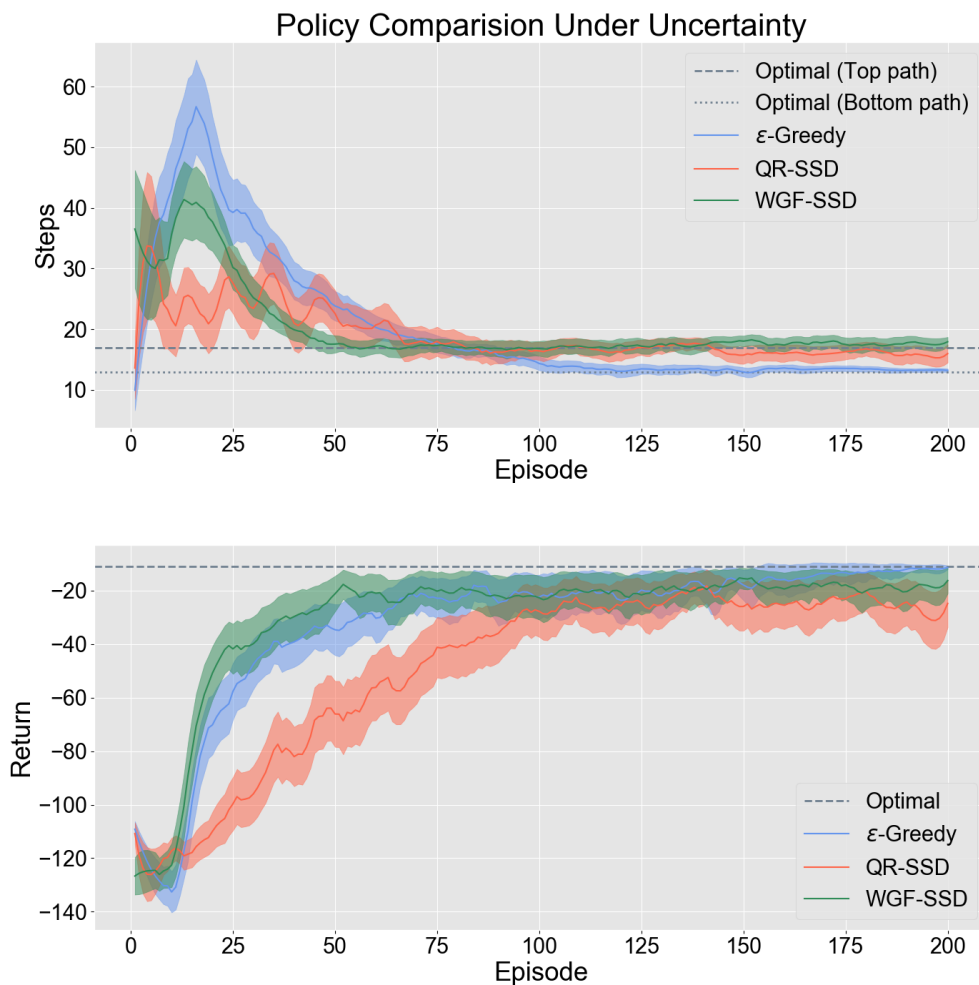 Policy Comparision Under Uncertainty
Optimal (Top path)
Optimal (Bottom path)
ε-Greedy
QR-SSD
WGF-SSD
60
50
40
30
20
10
Steps
0 25 50 75 100 125 150 175 200
Episode
−20
−40
−60
−80
−100
−120
−140
Return
Optimal
ε-Greedy
QR-SSD
WGF-SSD
0 25 50 75 100 125 150 175 200
Episode